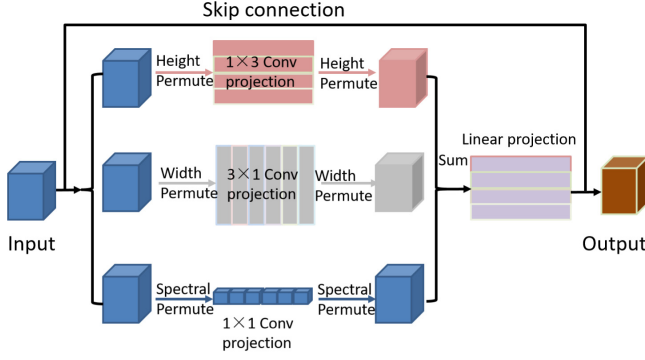 Skip connection
Height
Permute
1×3 Conv
projection
Height
Permute
Width
Permute
3×1 Conv
projection
Width
Permute
Linear projection
Sum
Input
Output
Spectral
Permute
Spectral
Permute
1×1 Conv
projection